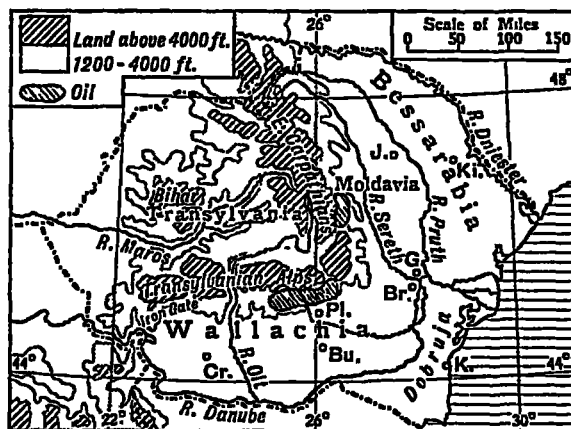 Land above 4000 ft.
1200-4000 ft.
Oil
26°
Scale of Miles
0 50 100 150
48°
Bessarabia
R. Dniester
E. Carpathians
Ki.
J.
Moldavia
Bihar
Transylvania
R. Sereth
R. Pruth
R. Maros
G.
Transylvanian Alps
Br.
Iron Gate
Pl.
Wallachia
Dobruja
Bu.
44°
Cr.
R. Olt
K.
44°
22°
R. Danube
26°
30°